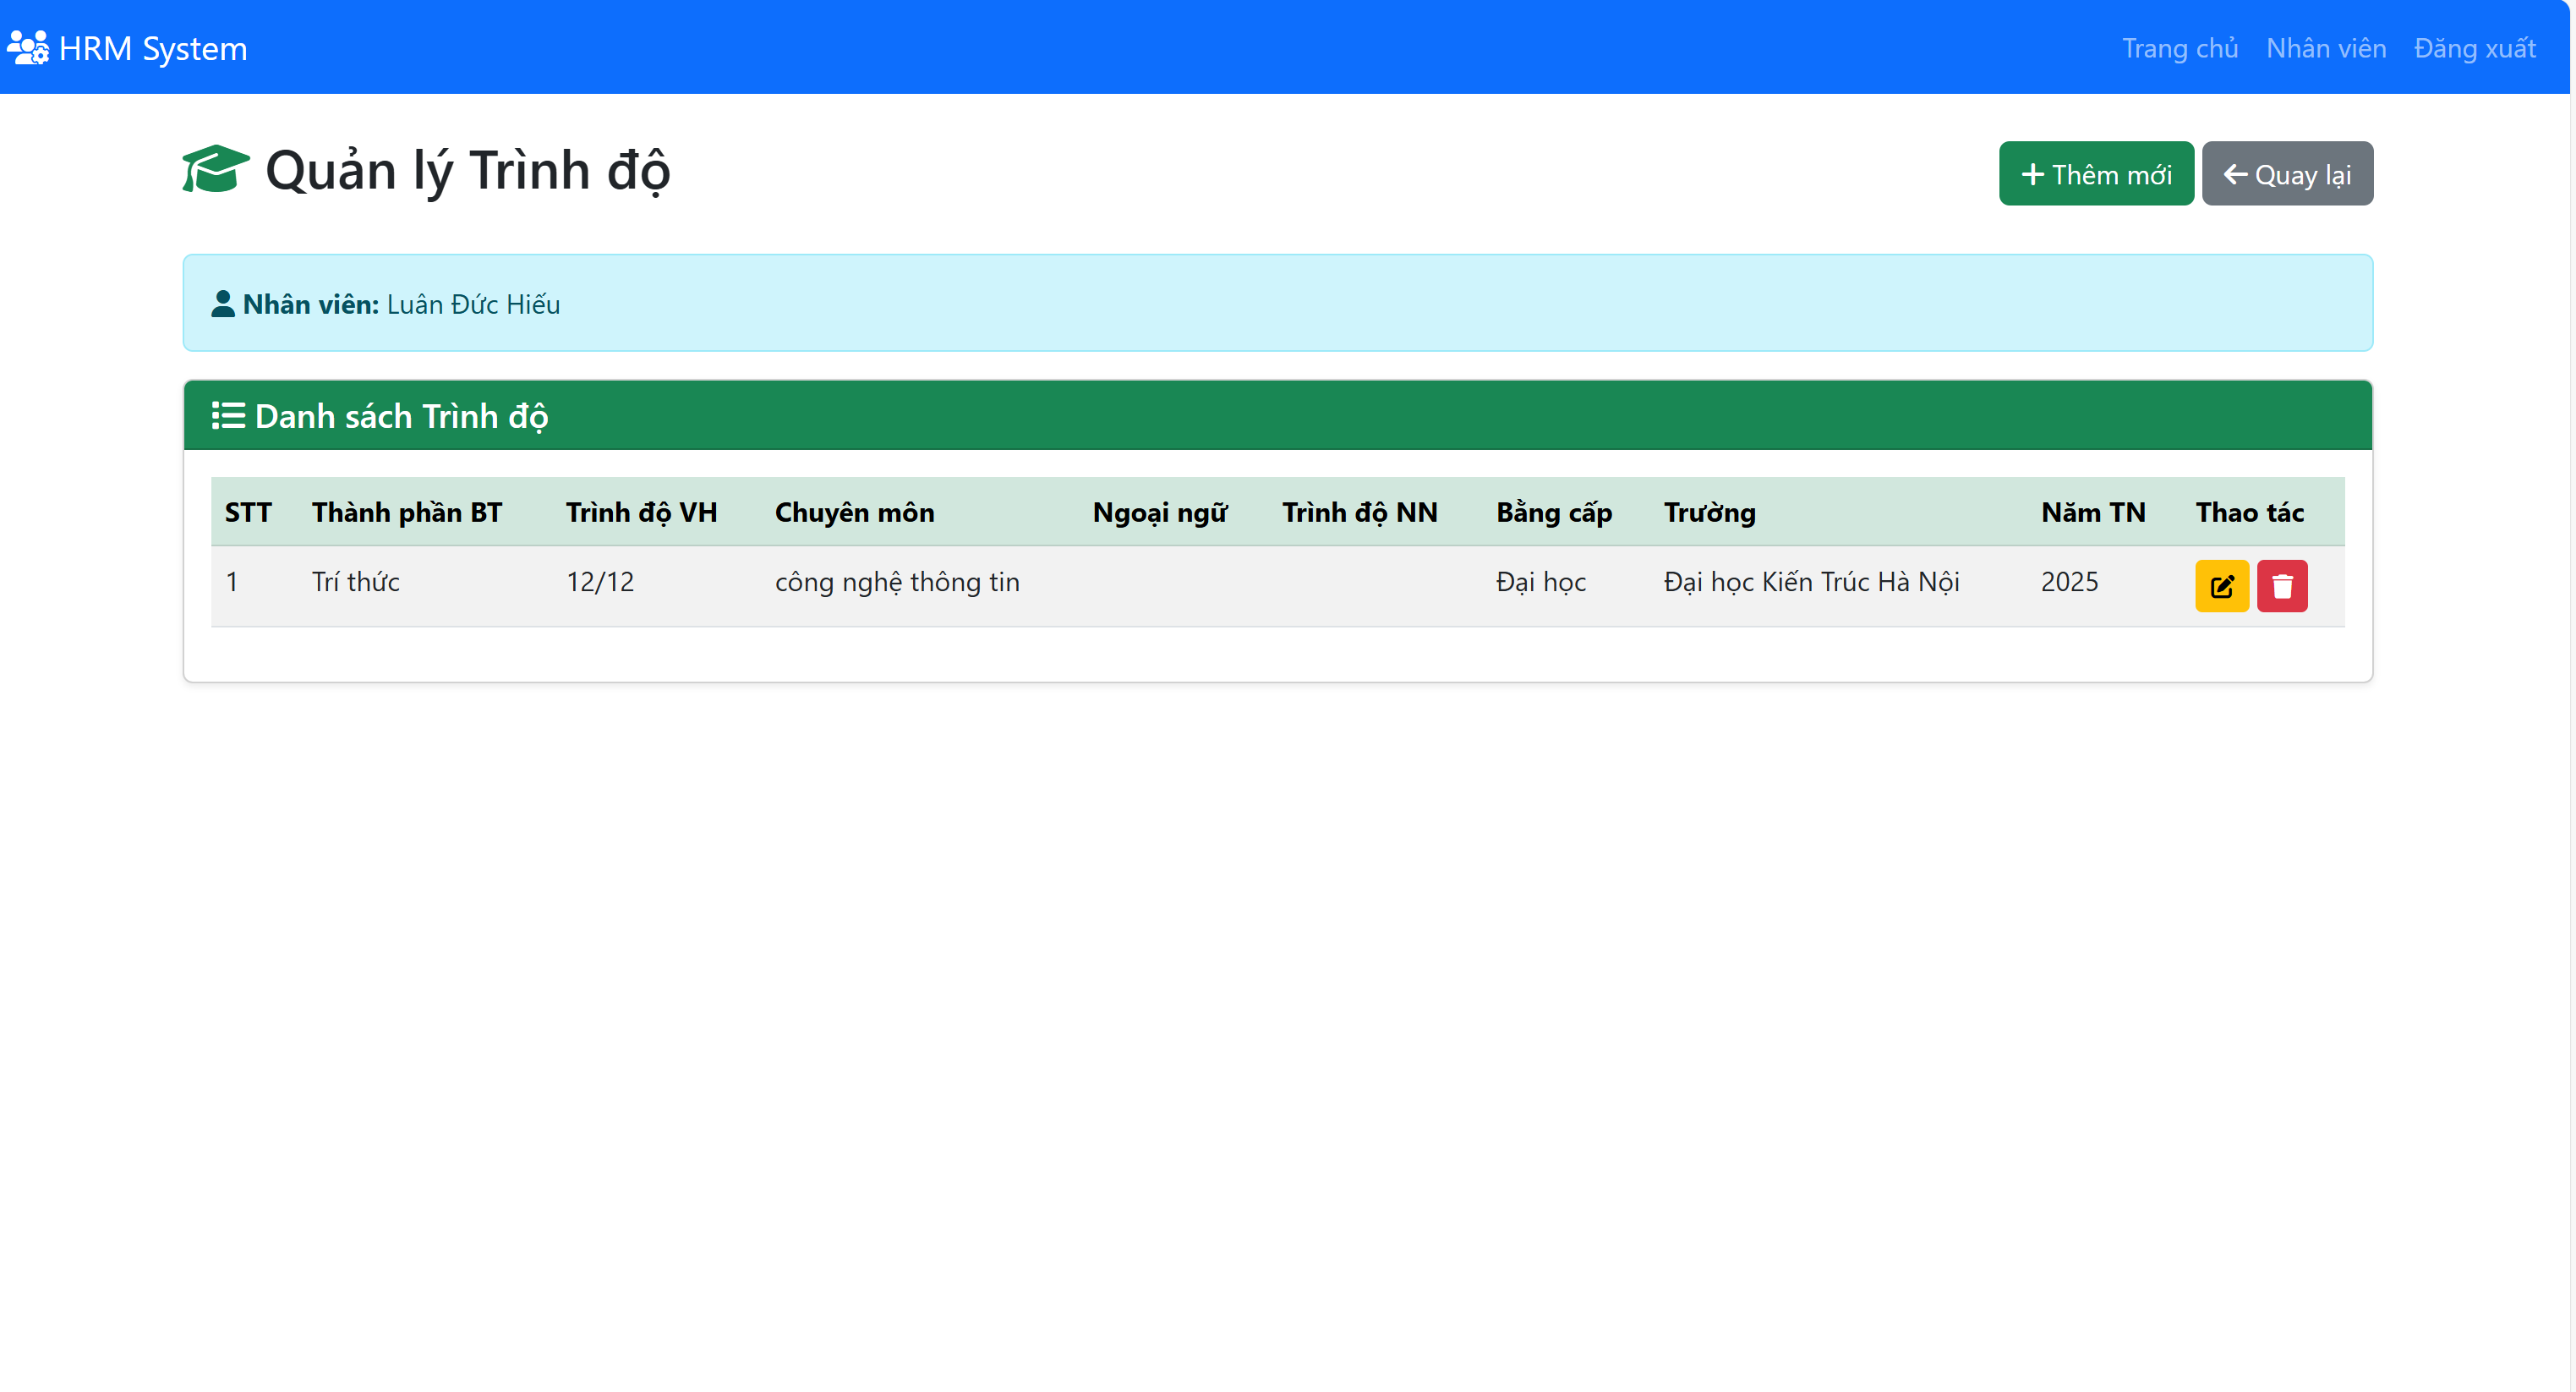 HRM System Trang chủ Nhân viên Đăng xuất
Quản lý Trình độ Thêm mới Quay lại
Nhân viên: Luân Đức Hiếu
Danh sách Trình độ
STT Thành phần BT Trình độ VH Chuyên môn Ngoại ngữ Trình độ NN Bằng cấp Trường Năm TN Thao tác
1 Trí thức 12/12 công nghệ thông tin Đại học Đại học Kiến Trúc Hà Nội 2025